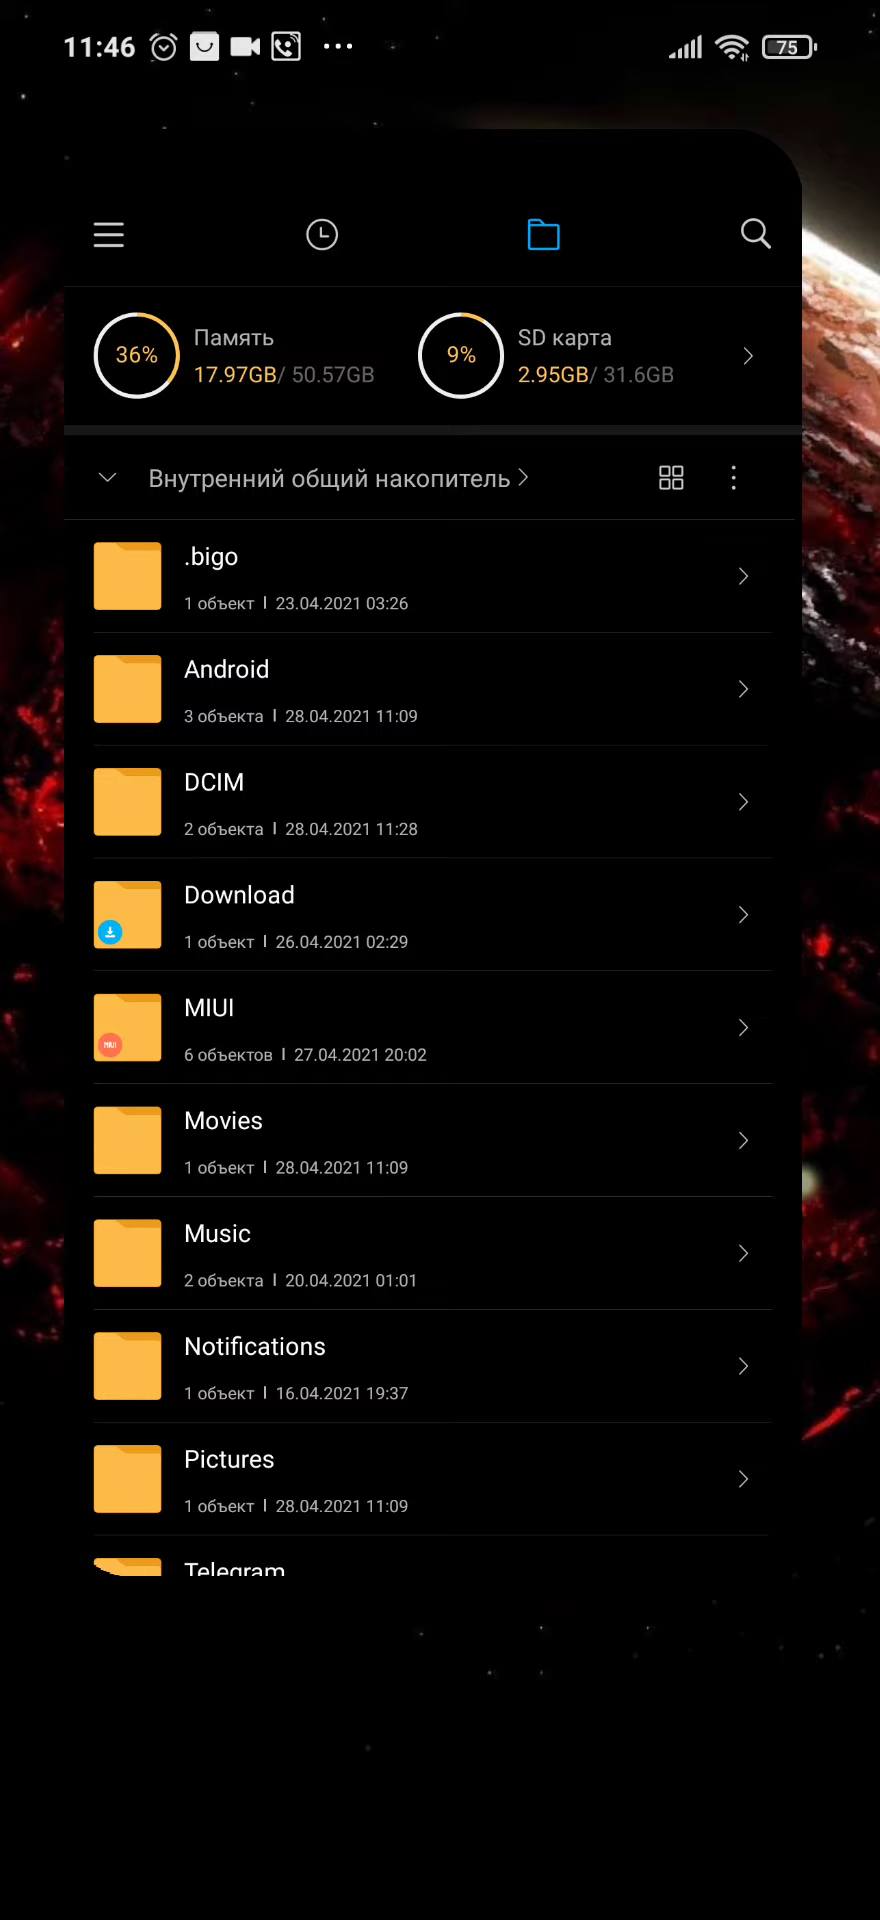 11:46 75
36% Память 9% SD карта
17.97GB/ 50.57GB 2.95GB/ 31.6GB
Внутренний общий накопитель
.bigo
1 объект | 23.04.2021 03:26
Android
3 объекта | 28.04.2021 11:09
DCIM
2 объекта | 28.04.2021 11:28
Download
1 объект | 26.04.2021 02:29
MIUI
6 объектов | 27.04.2021 20:02
Movies
1 объект | 28.04.2021 11:09
Music
2 объекта | 20.04.2021 01:01
Notifications
1 объект | 16.04.2021 19:37
Pictures
1 объект | 28.04.2021 11:09
Telegram